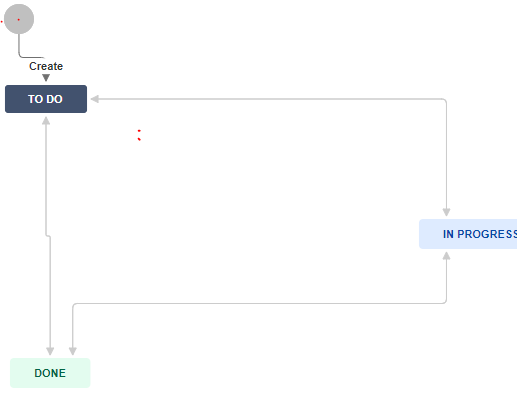 Create
TO DO
IN PROGRESS
DONE